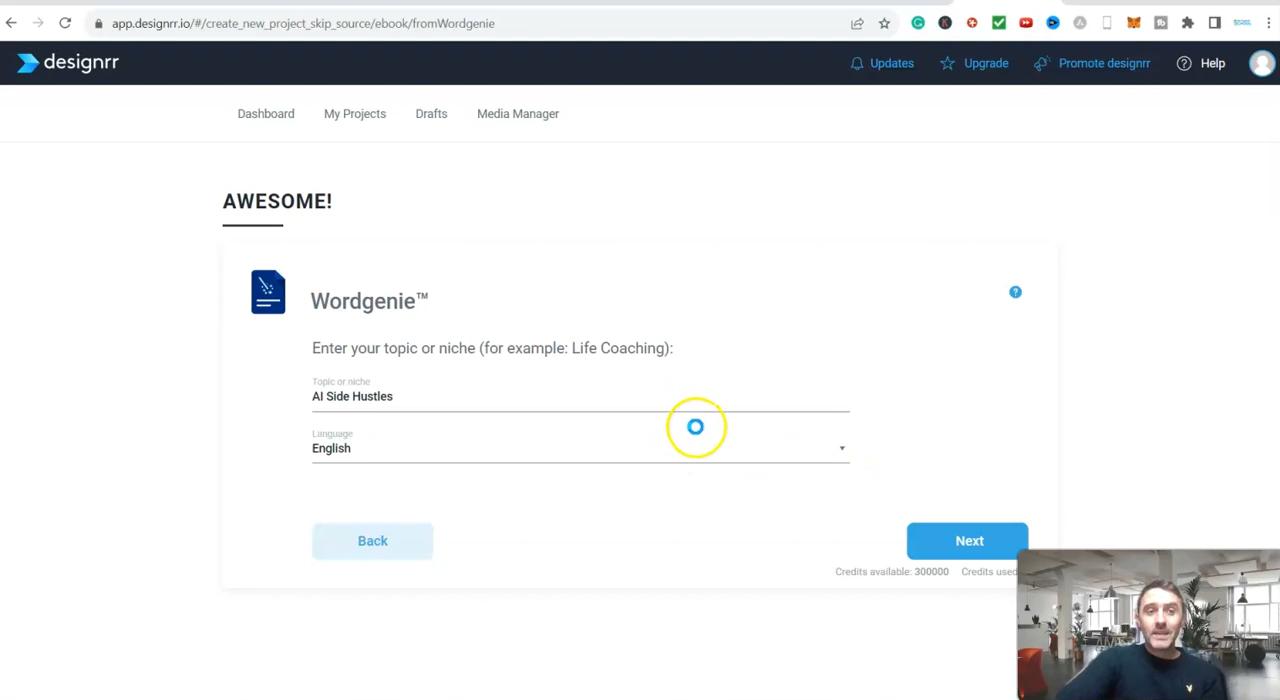 app.designrr.io/#/create_new_project_skip_source/ebook/fromWordgenie
designrr
Updates
Upgrade
Promote designrr
Help
Dashboard
My Projects
Drafts
Media Manager
AWESOME!
Wordgenie™
Enter your topic or niche (for example: Life Coaching):
Topic or niche
AI Side Hustles
Language
English
Back
Next
Credits available: 300000
Credits used